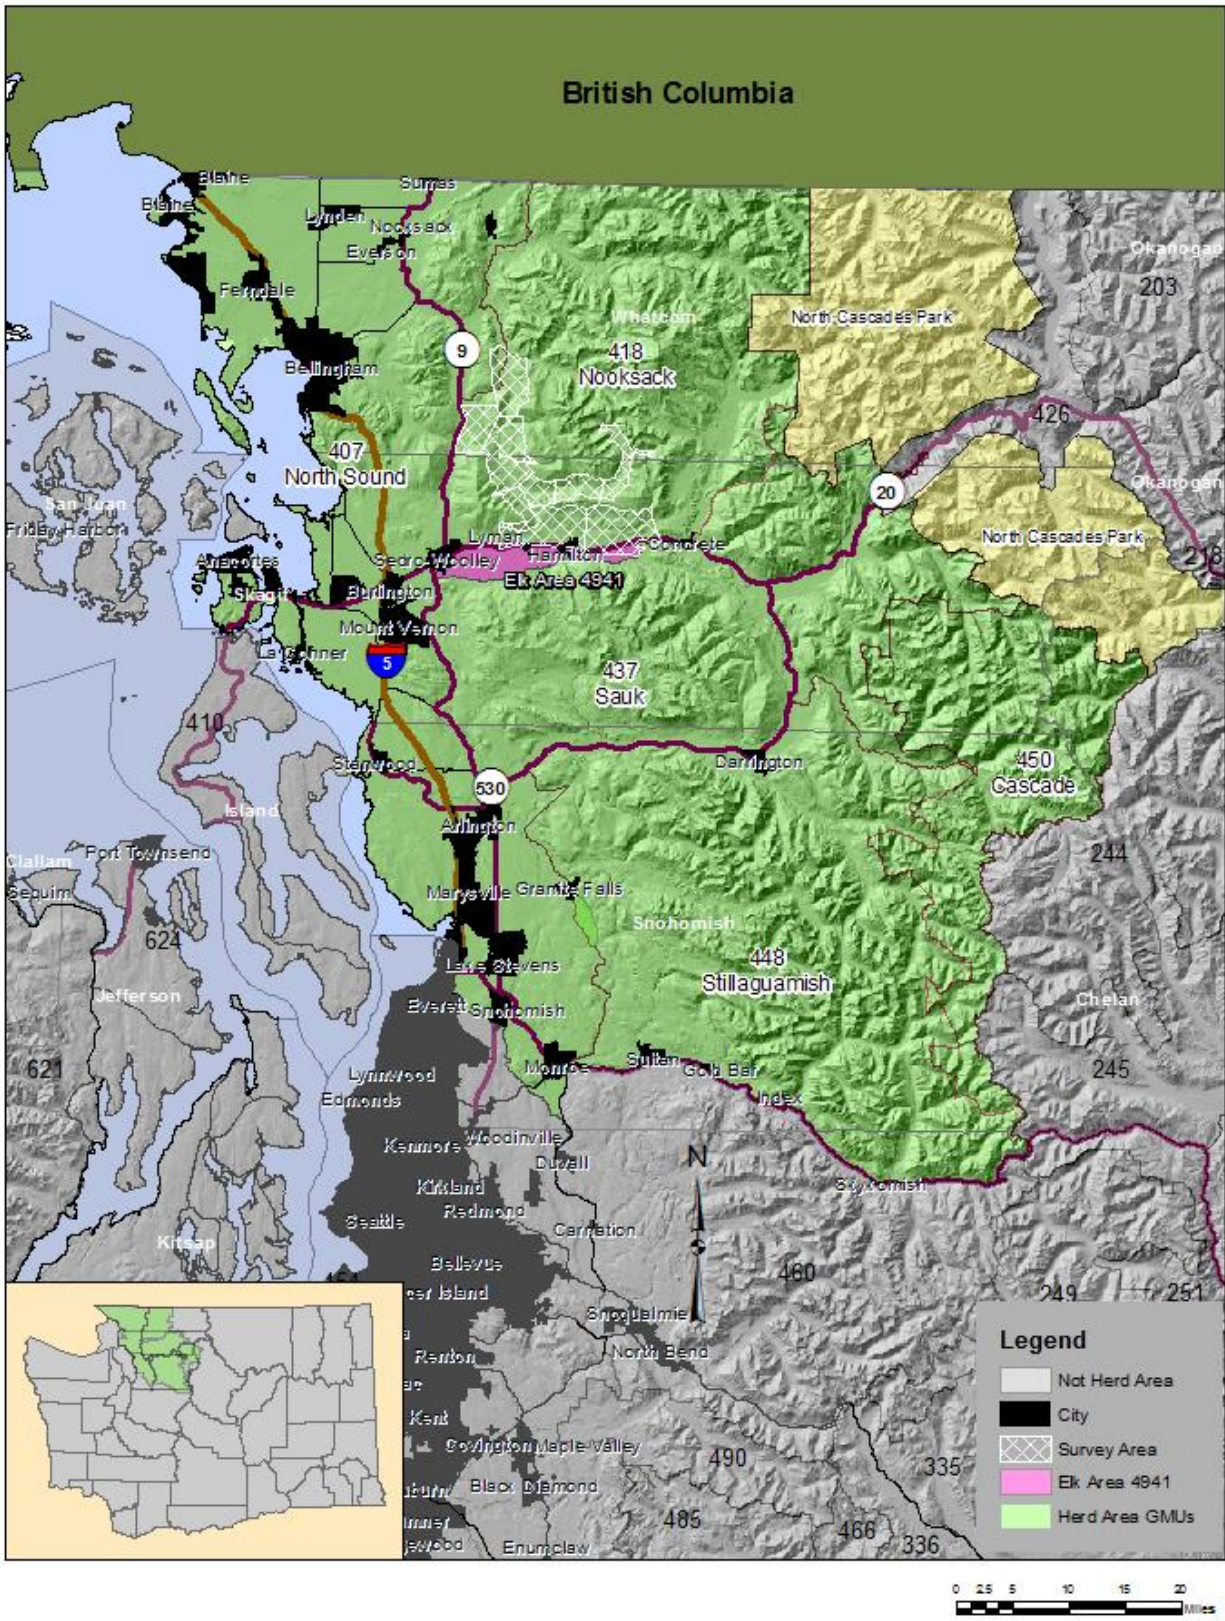 British Columbia
Blaine
Sumas
Blaine
Lynden
Nooksack
Everson
Okanogan
203
Ferndale
Whatcom
North Cascades Park
9
418
Nooksack
Bellingham
426
407
North Sound
20
Okanogan
San Juan
Friday Harbor
Lyman
Concrete
North Cascades Park
218
Anacortes
Sedro-Woolley
Hamilton
Elk Area 4941
Skagit
Burlington
Mount Vernon
La Conner
5
437
Sauk
410
Stanwood
Darrington
450
Cascade
530
Island
Arlington
Port Townsend
244
Clallam
Sequim
Marysville
Granite Falls
Snohomish
624
448
Stillaguamish
Lake Stevens
Jefferson
Everett
Snohomish
Chelan
621
Monroe
Sultan
Gold Bar
245
Lynnwood
Edmonds
Index
Kenmore
Woodinville
N
Duvall
Kirkland
Skykomish
Redmond
Seattle
Carnation
Kitsap
Bellevue
460
454
cer Island
249
251
Snoqualmie
North Bend
Renton
Kent
Covington
Maple Valley
490
335
Black Diamond
485
466
336
Enumclaw
Legend
Not Herd Area
City
Survey Area
Elk Area 4941
Herd Area GMUs
0 2.5 5 10 15 20
Miles